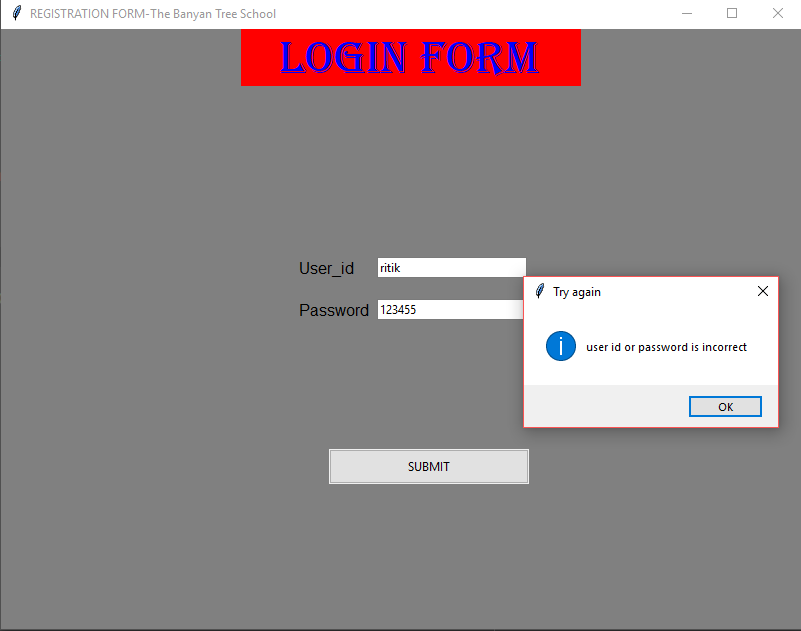 REGISTRATION FORM-The Banyan Tree School
LOGIN FORM
User_id ritik
Password 123455
Try again
user id or password is incorrect
OK
SUBMIT